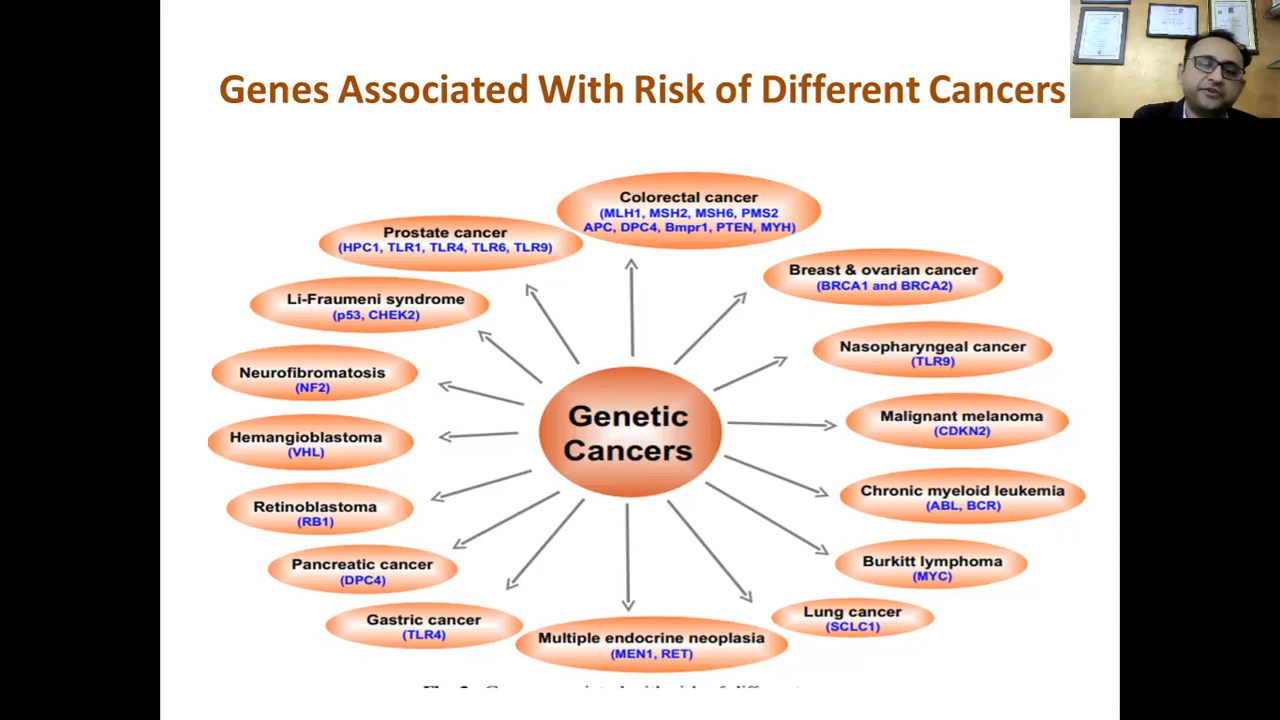 Genes Associated With Risk of Different Cancers
Colorectal cancer
(MLH1, MSH2, MSH6, PMS2
APC, DPC4, Bmpr1, PTEN, MYH)
Prostate cancer
(HPC1, TLR1, TLR4, TLR6, TLR9)
Breast & ovarian cancer
(BRCA1 and BRCA2)
Li-Fraumeni syndrome
(p53, CHEK2)
Nasopharyngeal cancer
(TLR9)
Neurofibromatosis
(NF2)
Malignant melanoma
(CDKN2)
Genetic
Cancers
Hemangioblastoma
(VHL)
Chronic myeloid leukemia
(ABL, BCR)
Retinoblastoma
(RB1)
Burkitt lymphoma
(MYC)
Pancreatic cancer
(DPC4)
Lung cancer
(SCLC1)
Gastric cancer
(TLR4)
Multiple endocrine neoplasia
(MEN1, RET)